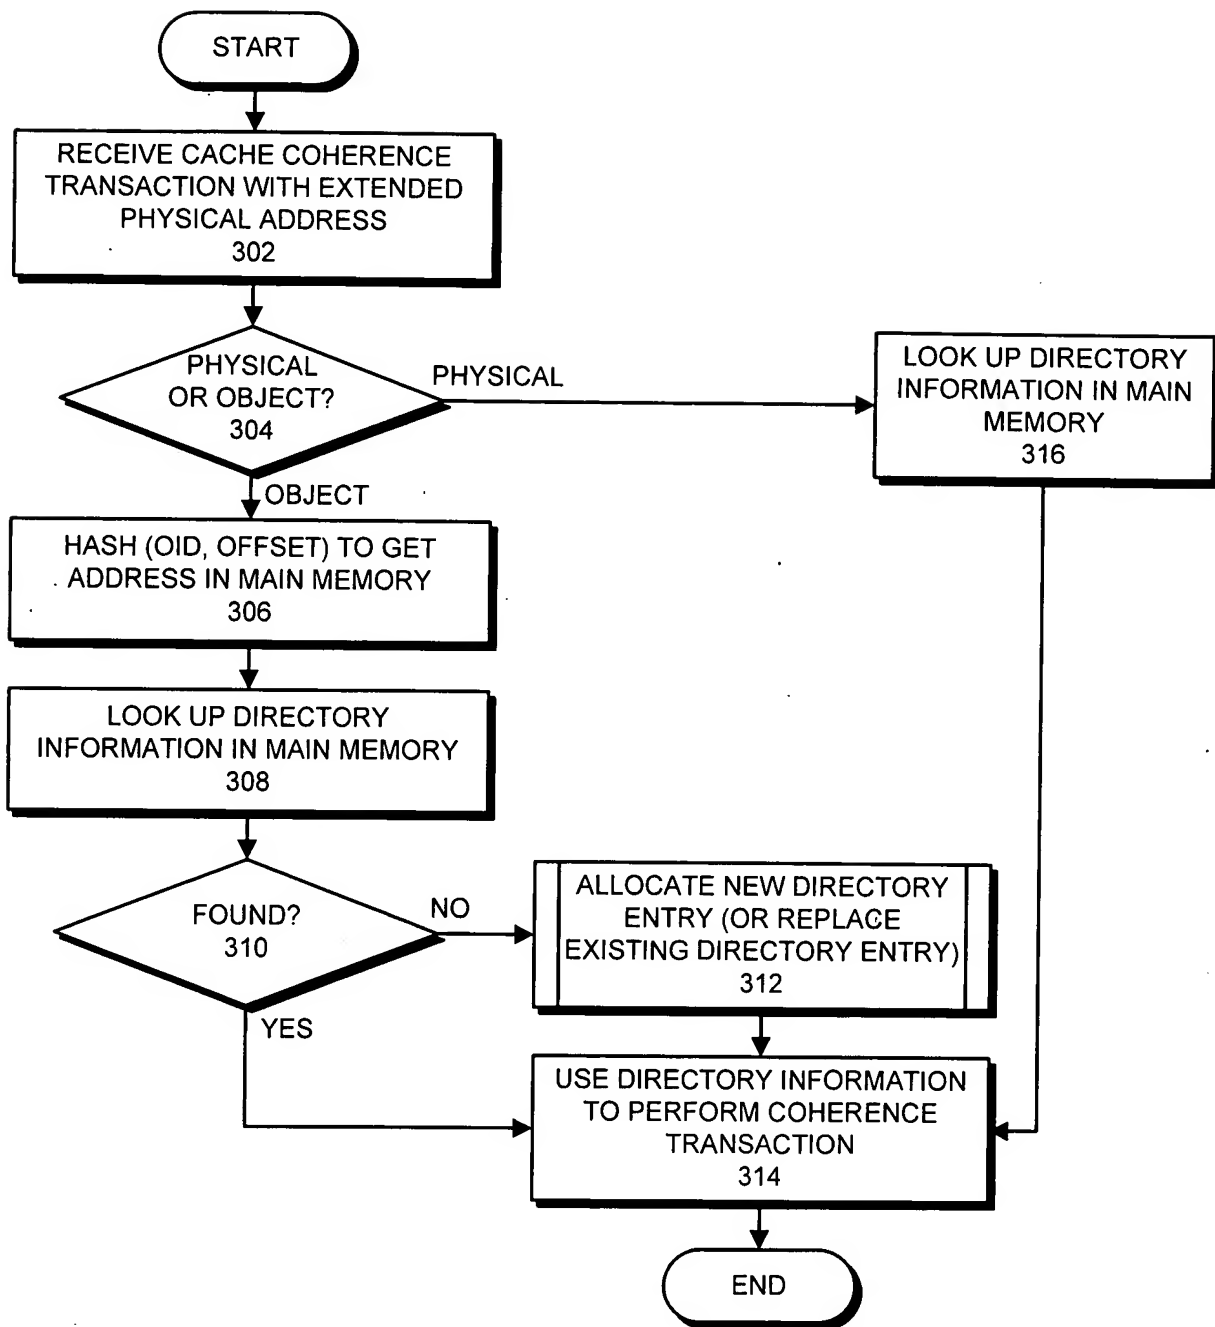 START
RECEIVE CACHE COHERENCE
TRANSACTION WITH EXTENDED
PHYSICAL ADDRESS
302
PHYSICAL
OR OBJECT?
304
PHYSICAL
LOOK UP DIRECTORY
INFORMATION IN MAIN
MEMORY
316
OBJECT
HASH (OID, OFFSET) TO GET
ADDRESS IN MAIN MEMORY
306
LOOK UP DIRECTORY
INFORMATION IN MAIN MEMORY
308
FOUND?
310
NO
ALLOCATE NEW DIRECTORY
ENTRY (OR REPLACE
EXISTING DIRECTORY ENTRY)
312
YES
USE DIRECTORY INFORMATION
TO PERFORM COHERENCE
TRANSACTION
314
END